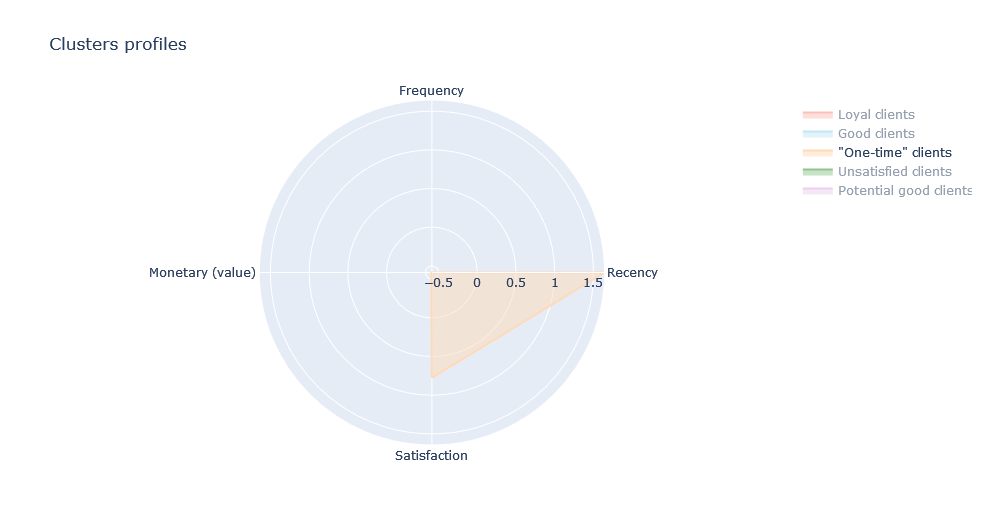 Clusters profiles
Frequency
Loyal clients
Good clients
"One-time" clients
Unsatisfied clients
Potential good clients
Monetary (value)
Recency
−0.5 0 0.5 1 1.5
Satisfaction